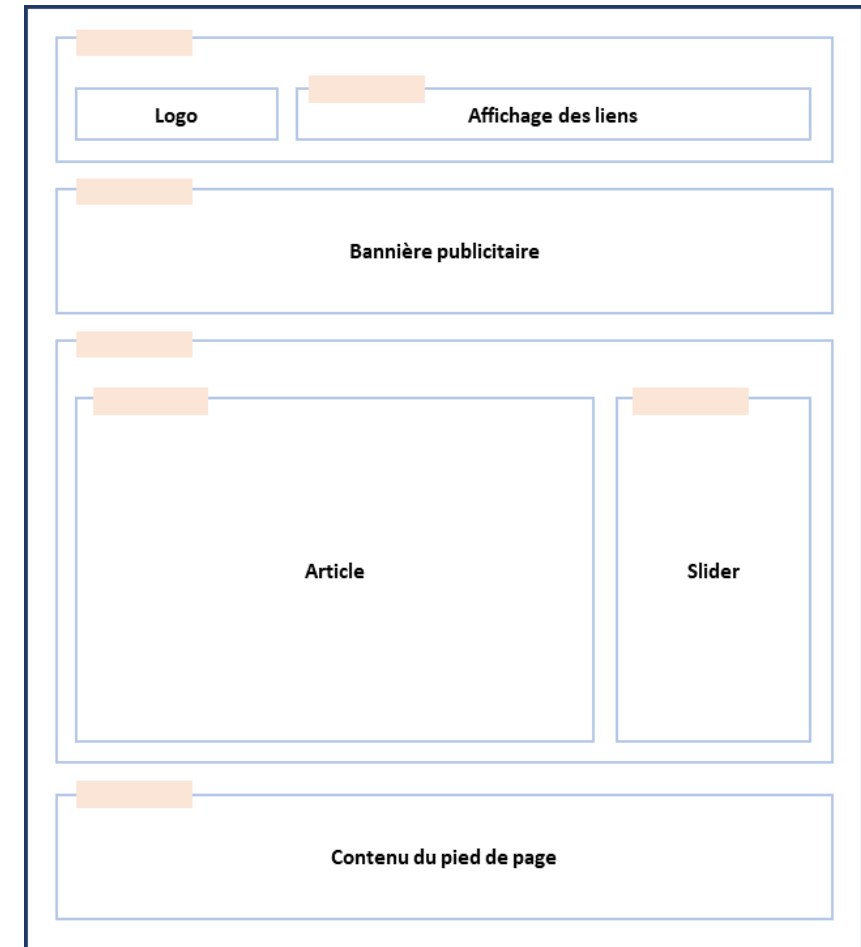 Logo
Affichage des liens
Bannière publicitaire
Article
Slider
Contenu du pied de page